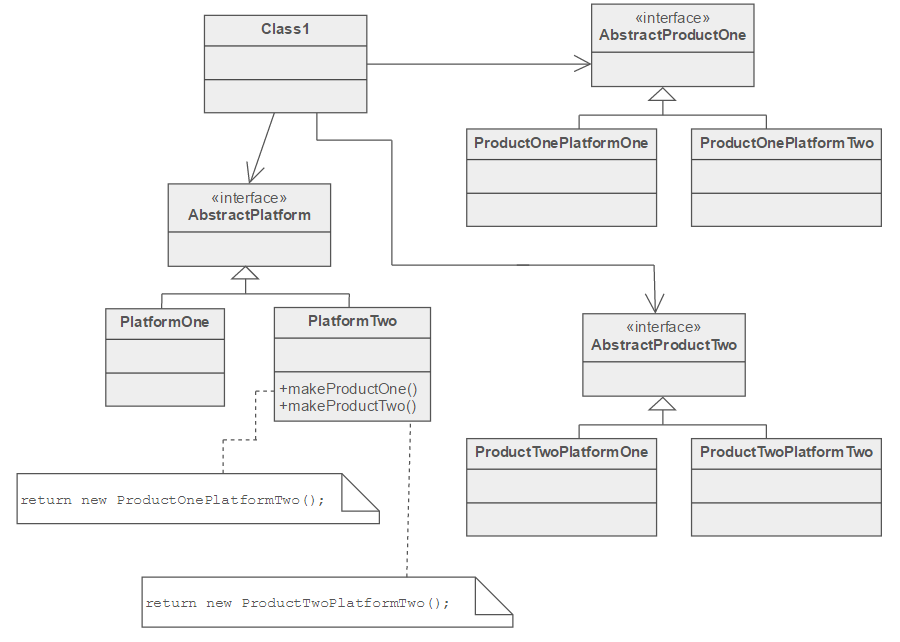 Class1
«interface»
AbstractProductOne
ProductOnePlatformOne
ProductOnePlatformTwo
«interface»
AbstractPlatform
PlatformOne
PlatformTwo
+makeProductOne()
+makeProductTwo()
«interface»
AbstractProductTwo
ProductTwoPlatformOne
ProductTwoPlatformTwo
return new ProductOnePlatformTwo();
return new ProductTwoPlatformTwo();